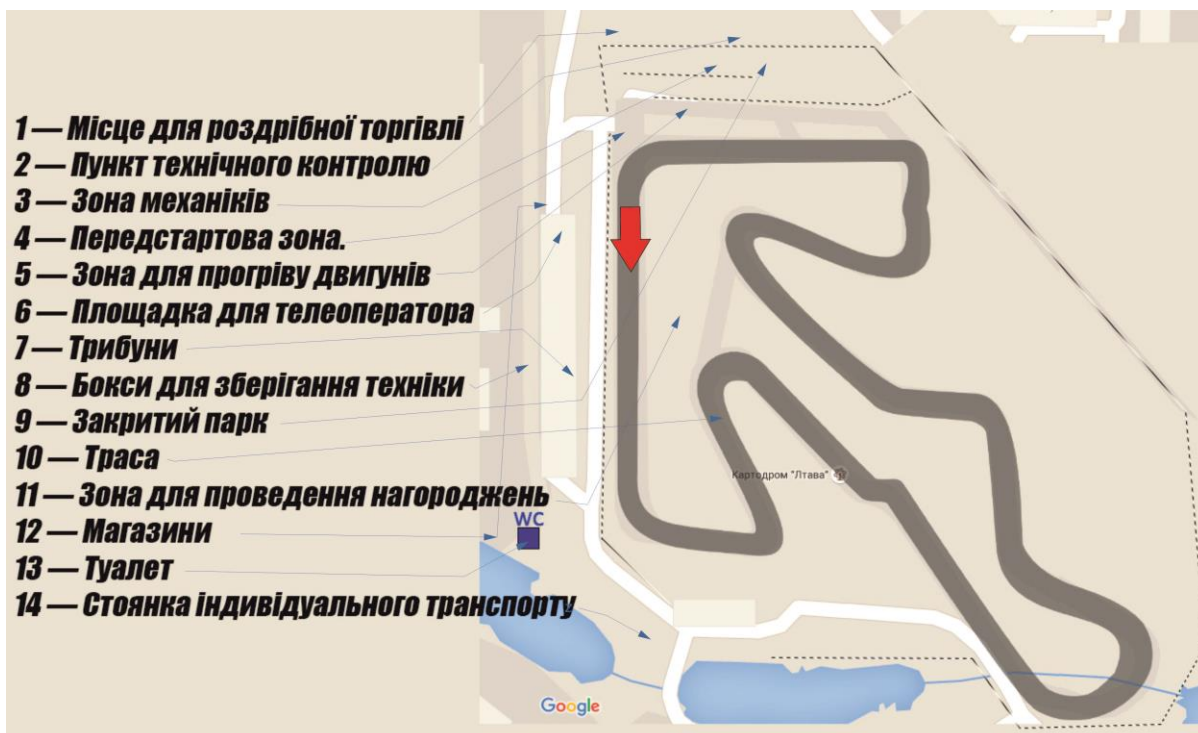 1 — Місце для роздрібної торгівлі
2 — Пункт технічного контролю
3 — Зона механіків
4 — Передстартова зона.
5 — Зона для прогріву двигунів
6 — Площадка для телеоператора
7 — Трибуни
8 — Бокси для зберігання техніки
9 — Закритий парк
10 — Траса
11 — Зона для проведення нагороджень
12 — Магазини
13 — Туалет
14 — Стоянка індивідуального транспорту
WC
Картодром "Лтава"
Google